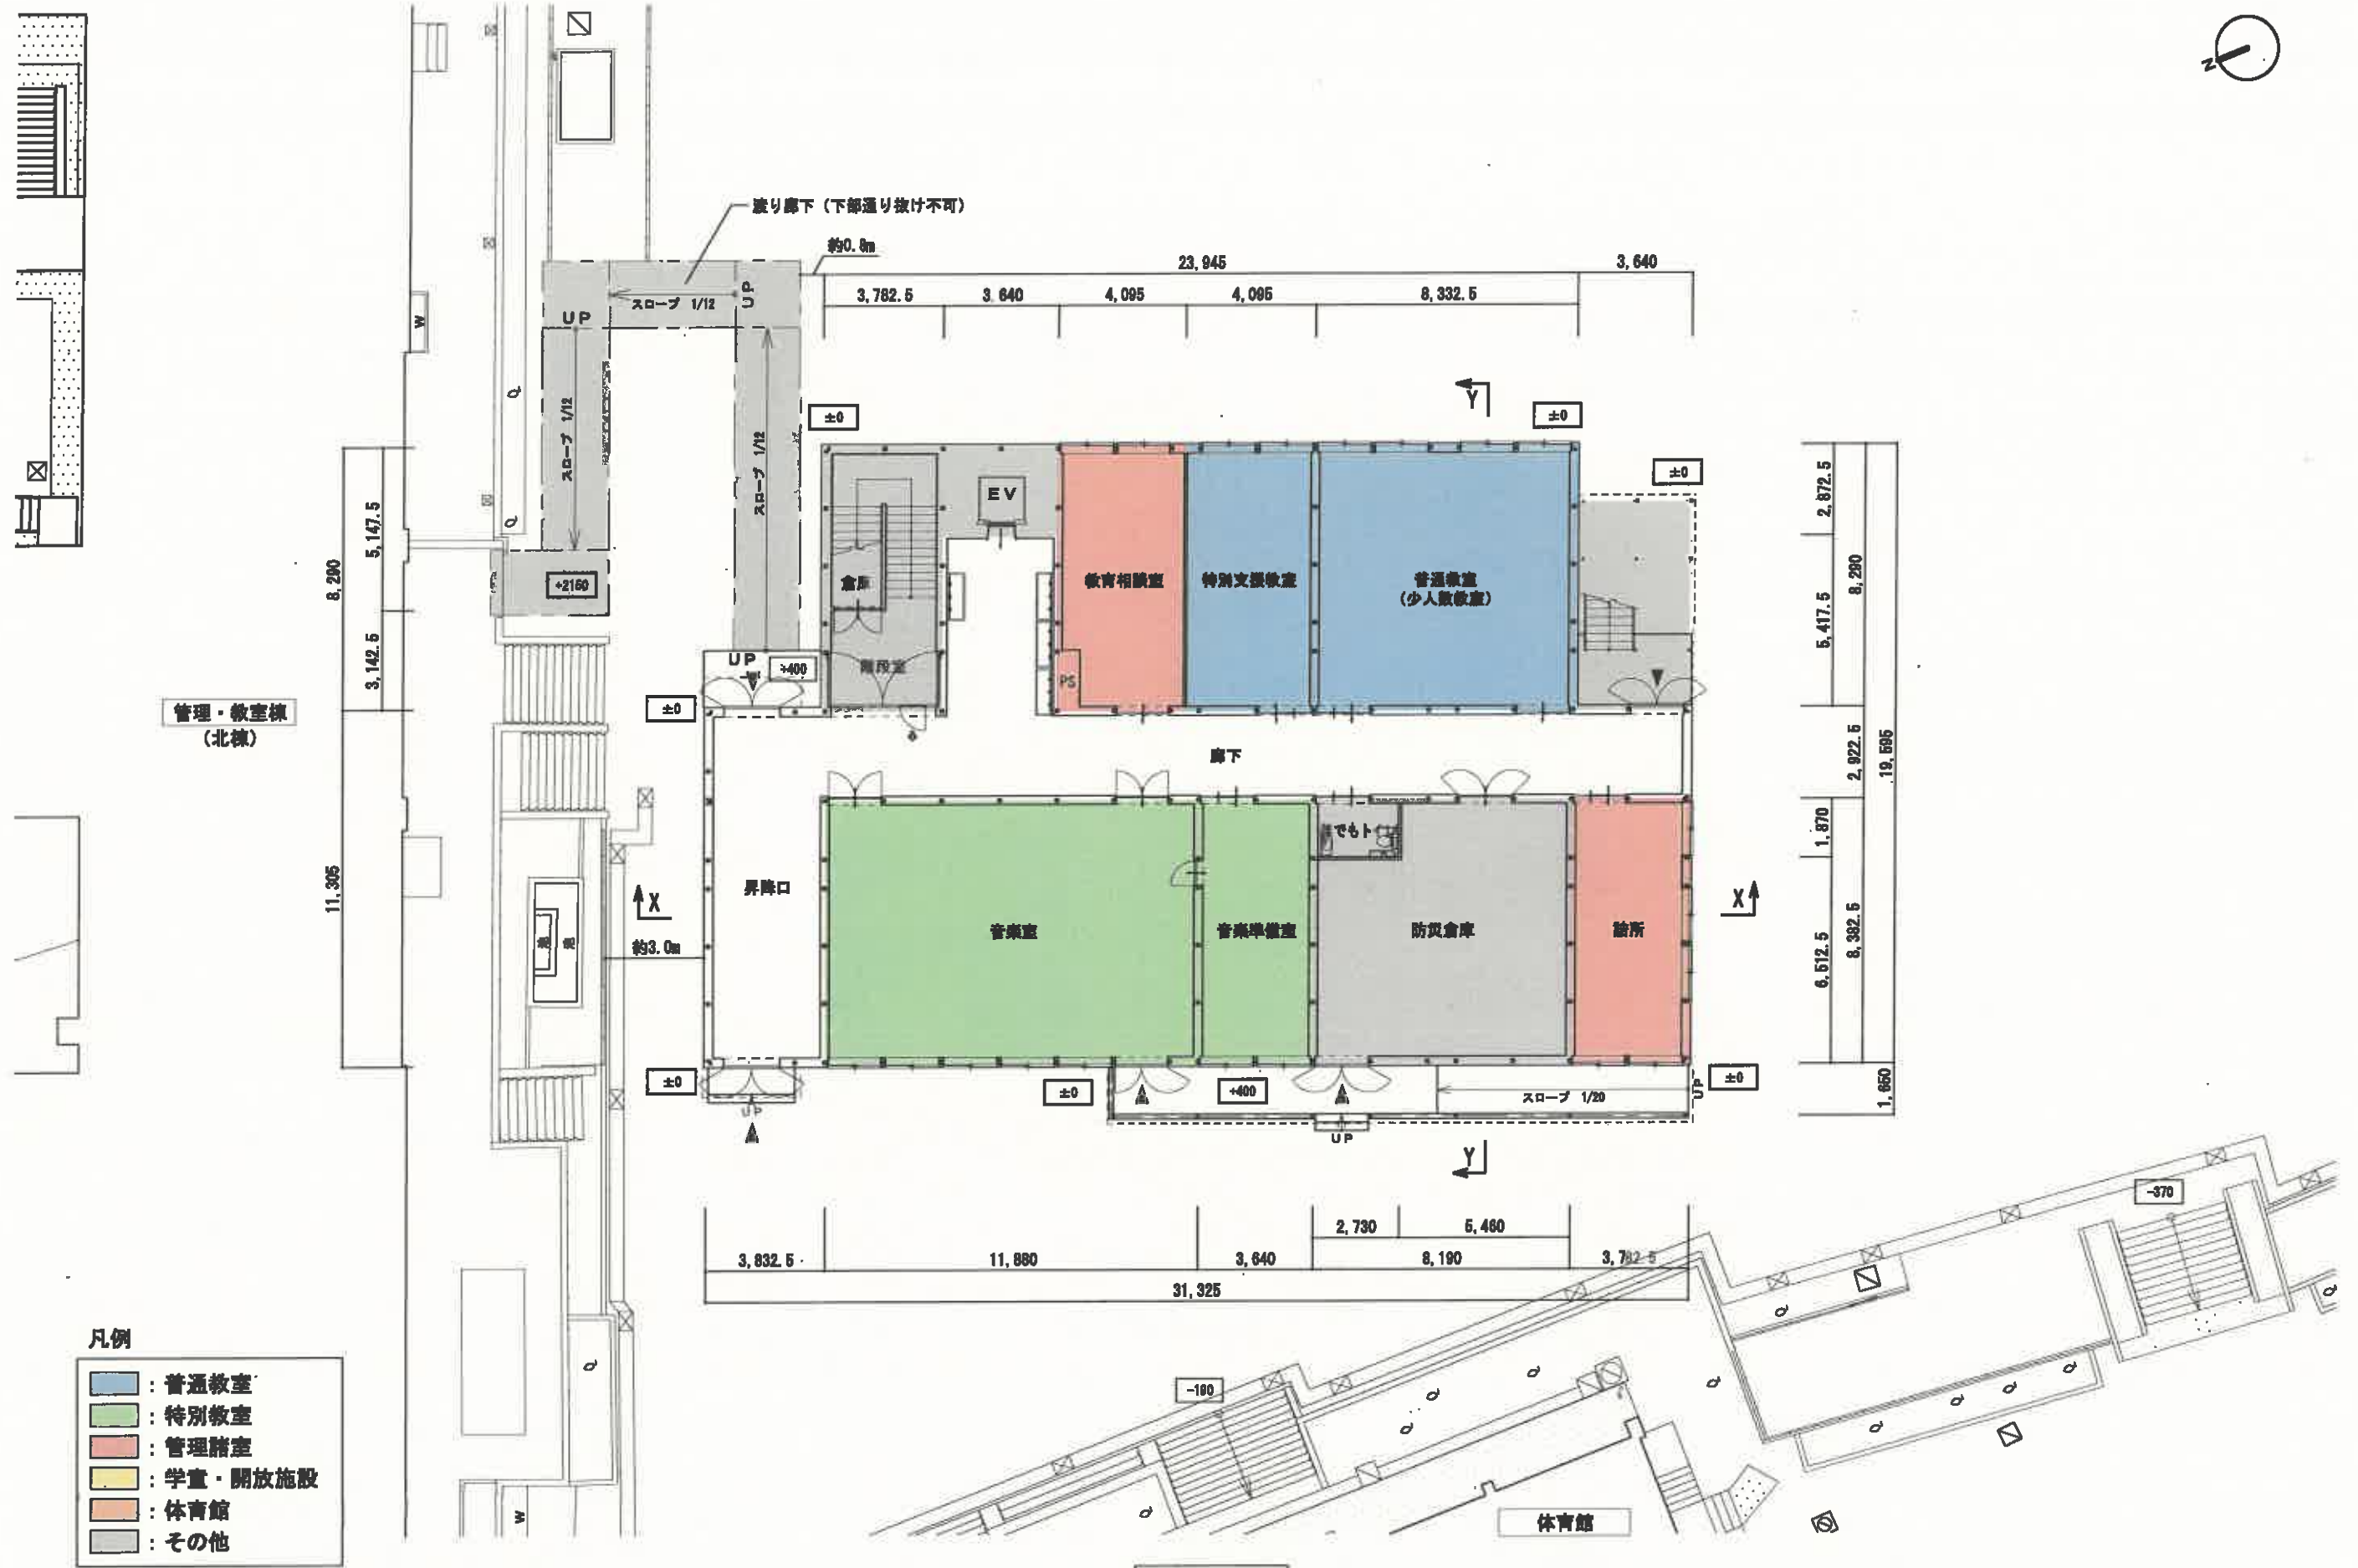 N
渡り廊下（下部通り抜け不可）
約0.8m
23,945
3,640
3,782.5
3,640
4,095
4,095
8,332.5
スロープ 1/12
UP
UP
W
スロープ 1/12
スロープ 1/12
±0
±0
±0
Y
2,872.5
5,417.5
8,290
2,922.5
19,595
1,870
6,512.5
8,382.5
1,650
8,290
5,147.5
3,142.5
11,305
+2150
EV
倉庫
教育相談室
特別支援教室
普通教室
（少人数教室）
階段室
PS
UP
+400
±0
管理・教室棟
（北棟）
廊下
昇降口
音楽室
音楽準備室
でもト
防災倉庫
詰所
X
X
約3.0m
±0
UP
±0
+400
UP
スロープ 1/20
UP
±0
Y
2,730
5,460
3,832.5
11,880
3,640
8,190
3,782.5
31,325
-370
-190
体育館
W
凡例
：普通教室
：特別教室
：管理諸室
：学童・開放施設
：体育館
：その他